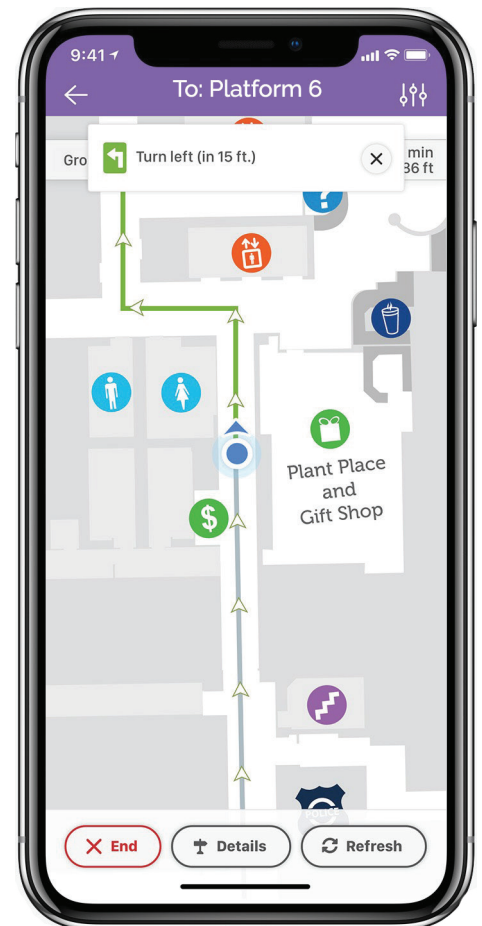 9:41
To: Platform 6
Turn left (in 15 ft.)
Gro
min
36 ft
?
Plant Place
and
Gift Shop
$
POLICE
End
Details
Refresh